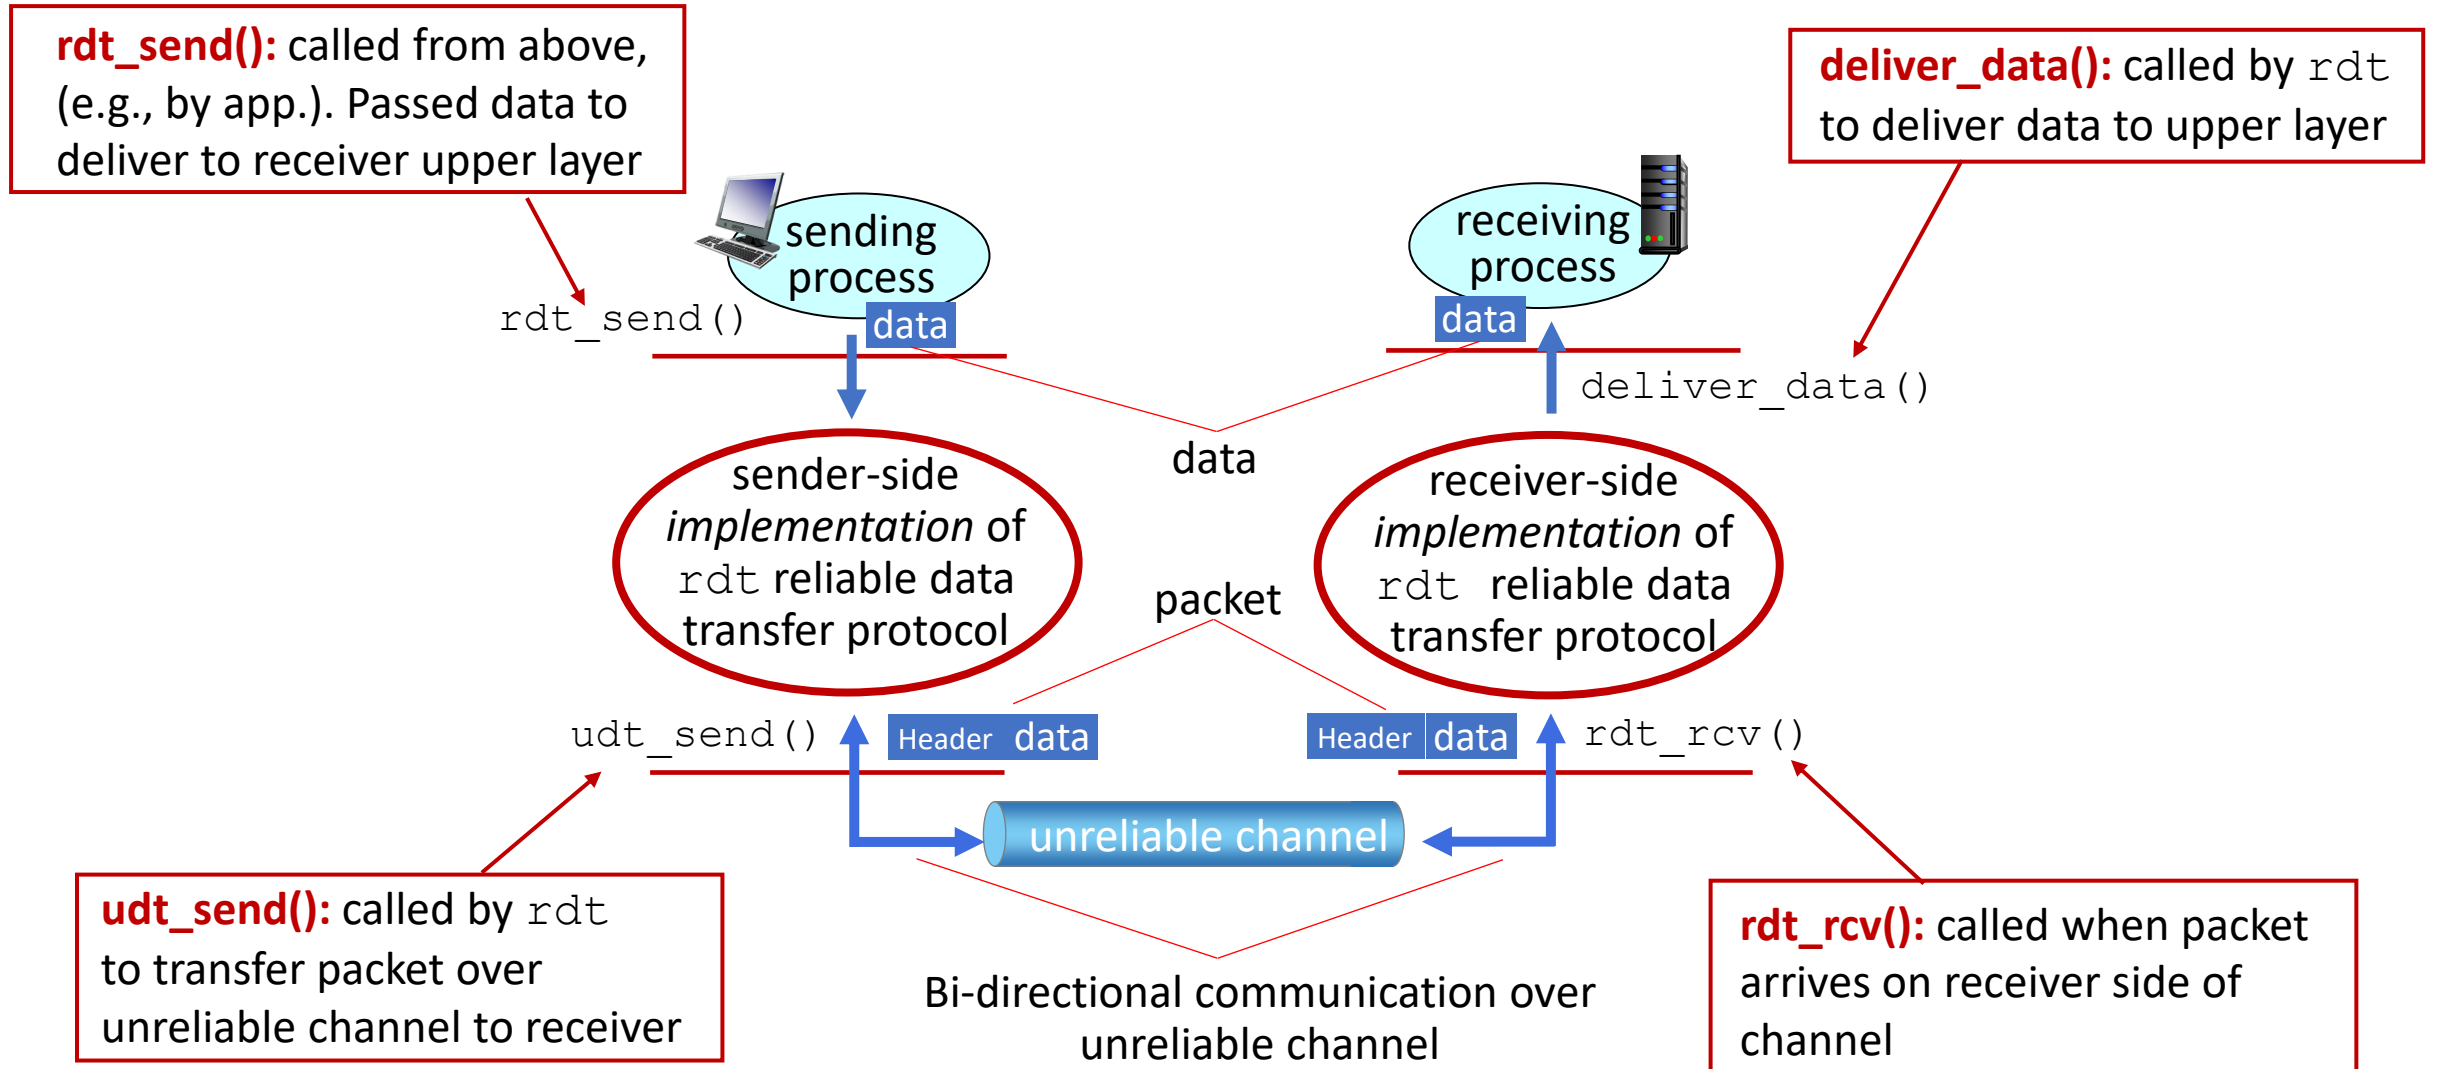 rdt_send(): called from above,
(e.g., by app.). Passed data to
deliver to receiver upper layer
deliver_data(): called by rdt
to deliver data to upper layer
sending
process
receiving
process
rdt_send()
data
data
deliver_data()
data
sender-side
implementation of
rdt reliable data
transfer protocol
receiver-side
implementation of
rdt reliable data
transfer protocol
packet
udt_send()
Header data
Header data
rdt_rcv()
unreliable channel
udt_send(): called by rdt
to transfer packet over
unreliable channel to receiver
Bi-directional communication over
unreliable channel
rdt_rcv(): called when packet
arrives on receiver side of
channel